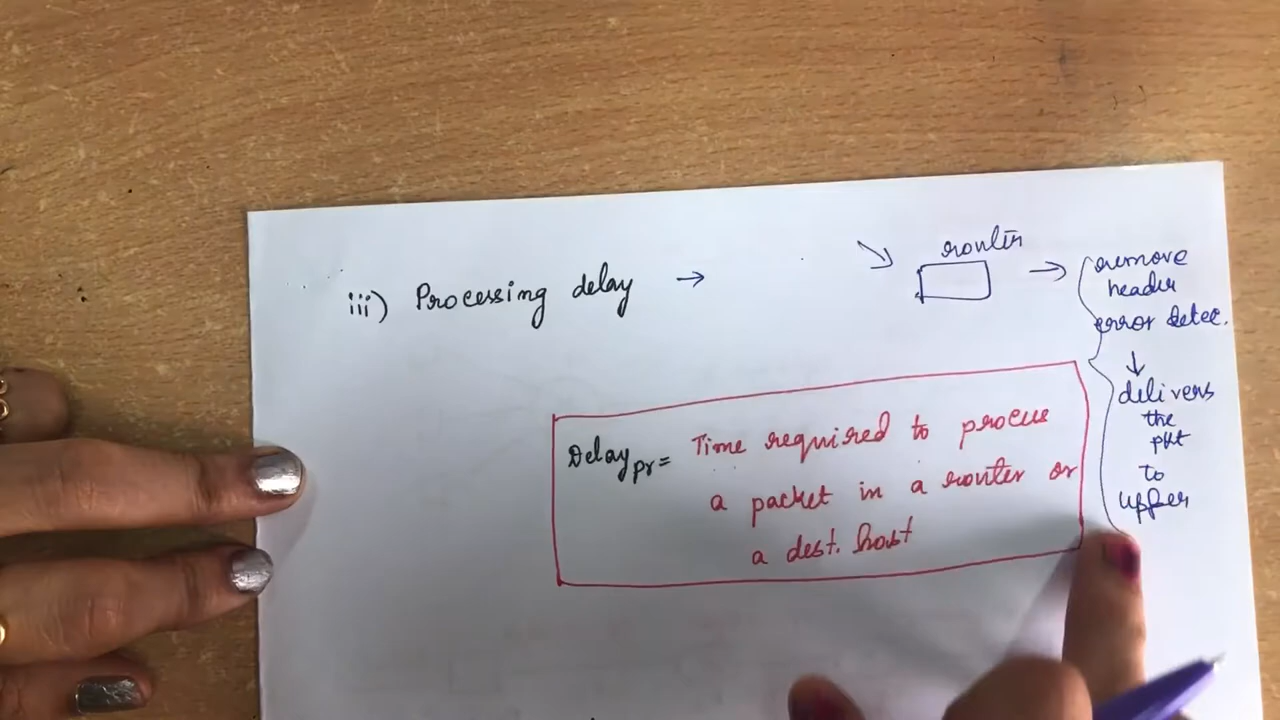 iii) Processing delay →
router
→ remove
header
error detec.
↓
delivers
the
pkt
to
upper
Delay pr = Time required to process
a packet in a router or
a dest. host